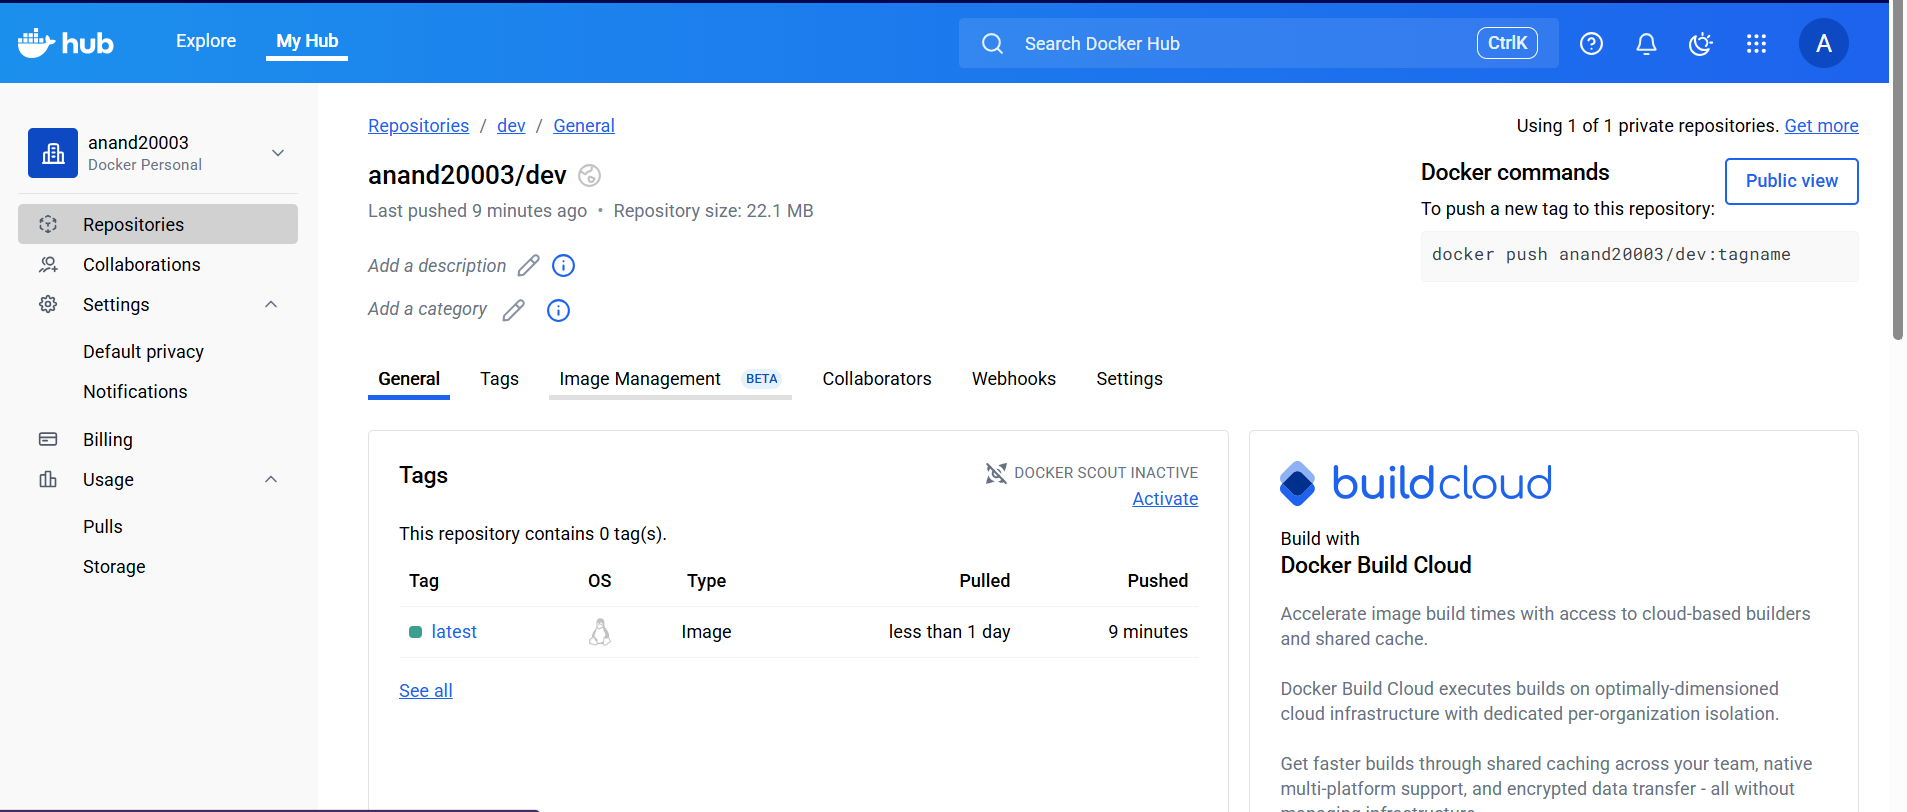 hub
Explore
My Hub
Search Docker Hub
CtrlK
A
anand20003
Docker Personal
Repositories
Collaborations
Settings
Default privacy
Notifications
Billing
Usage
Pulls
Storage
Repositories / dev / General
Using 1 of 1 private repositories. Get more
anand20003/dev
Last pushed 9 minutes ago • Repository size: 22.1 MB
Add a description
Add a category
Docker commands
Public view
To push a new tag to this repository:
docker push anand20003/dev:tagname
General
Tags
Image Management BETA
Collaborators
Webhooks
Settings
Tags
DOCKER SCOUT INACTIVE
Activate
This repository contains 0 tag(s).
Tag OS Type Pulled Pushed
latest Image less than 1 day 9 minutes
See all
buildcloud
Build with
Docker Build Cloud
Accelerate image build times with access to cloud-based builders
and shared cache.
Docker Build Cloud executes builds on optimally-dimensioned
cloud infrastructure with dedicated per-organization isolation.
Get faster builds through shared caching across your team, native
multi-platform support, and encrypted data transfer - all without
managing infrastructure.